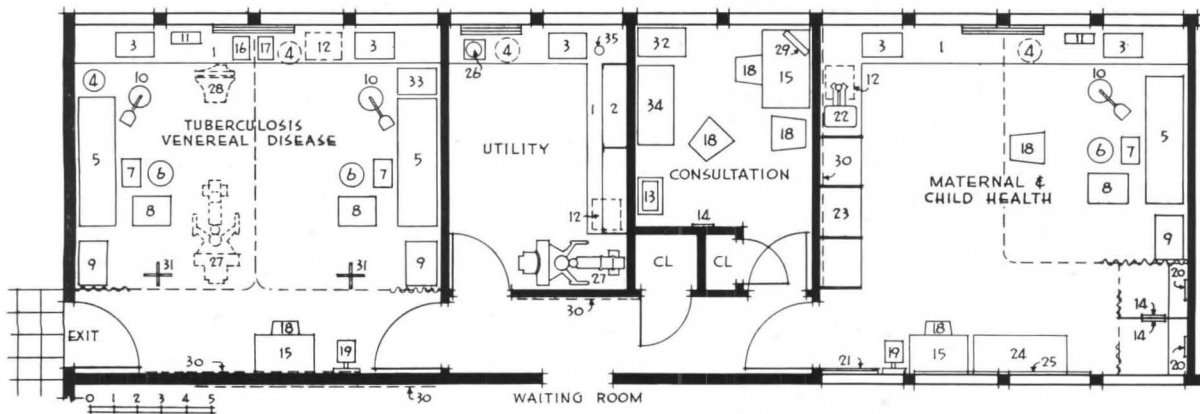 3 11 1 16 17 4 12 3
4 10 28 10 33
TUBERCULOSIS
VENEREAL DISEASE
5 7 6 6 7 5
8 8
9 31 27 31 9
EXIT
18
30 15 19
30
0 1 2 3 4 5
26 4 3 35
1 2
UTILITY
12
27
30
32 29
18 15
34
18 18
CONSULTATION
13 14
CL CL
WAITING ROOM
3 1 4 11 3
12 10
22
18 4 7 5
30
8
23
MATERNAL &
CHILD HEALTH
6
9
20
14
14
18
21 19 15 24 25 20